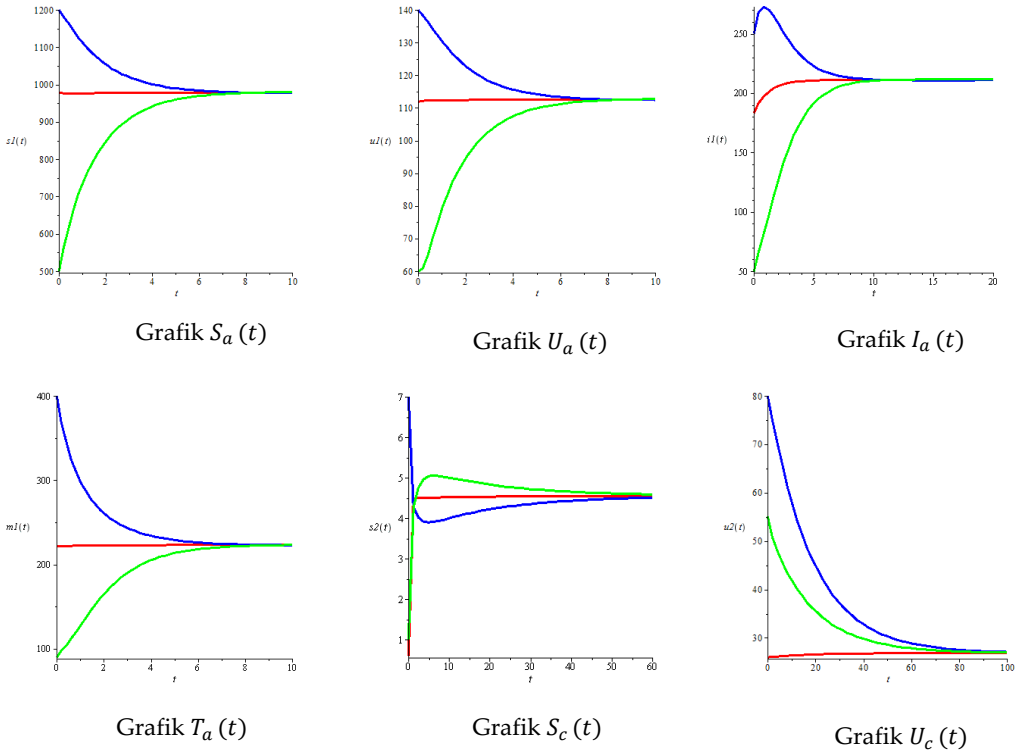 1200
1100
1000
900
s1(t)
800
700
600
500
0 2 4 6 8 10
t
Grafik Sₐ (t)
140
130
120
110
u1(t)
100
90
80
70
60
0 2 4 6 8 10
t
Grafik Uₐ (t)
250
200
i1(t)
150
100
50
0 5 10 15 20
t
Grafik Iₐ (t)
400
300
m1(t)
200
100
0 2 4 6 8 10
t
Grafik Tₐ (t)
7
6
5
4
s2(t)
3
2
1
0 10 20 30 40 50 60
t
Grafik S_c (t)
80
70
60
50
u2(t)
40
30
0 20 40 60 80 100
t
Grafik U_c (t)